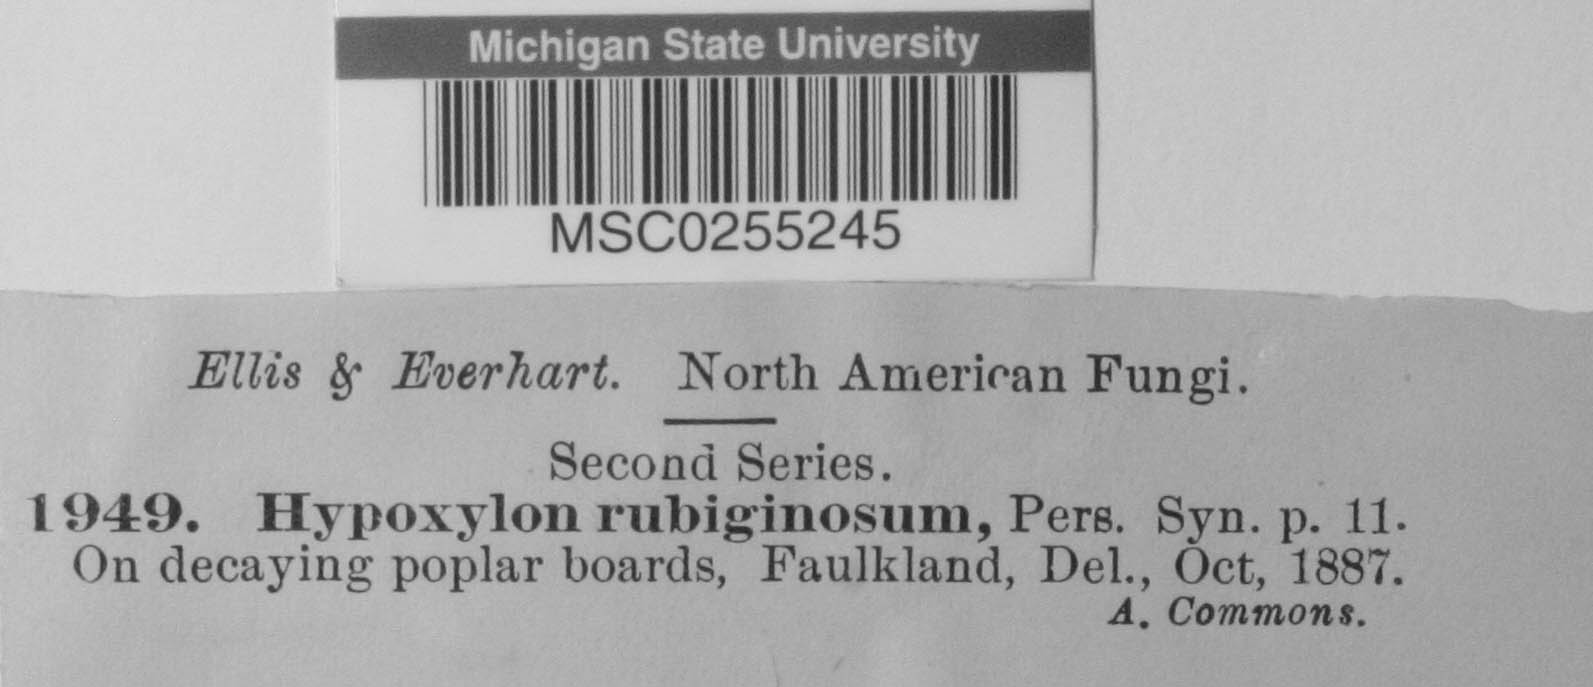 Michigan State University
MSC0255245
Ellis & Everhart. North American Fungi.
Second Series.
1949. Hypoxylon rubiginosum, Pers. Syn. p. 11.
On decaying poplar boards, Faulkland, Del., Oct, 1887.
A. Commons.